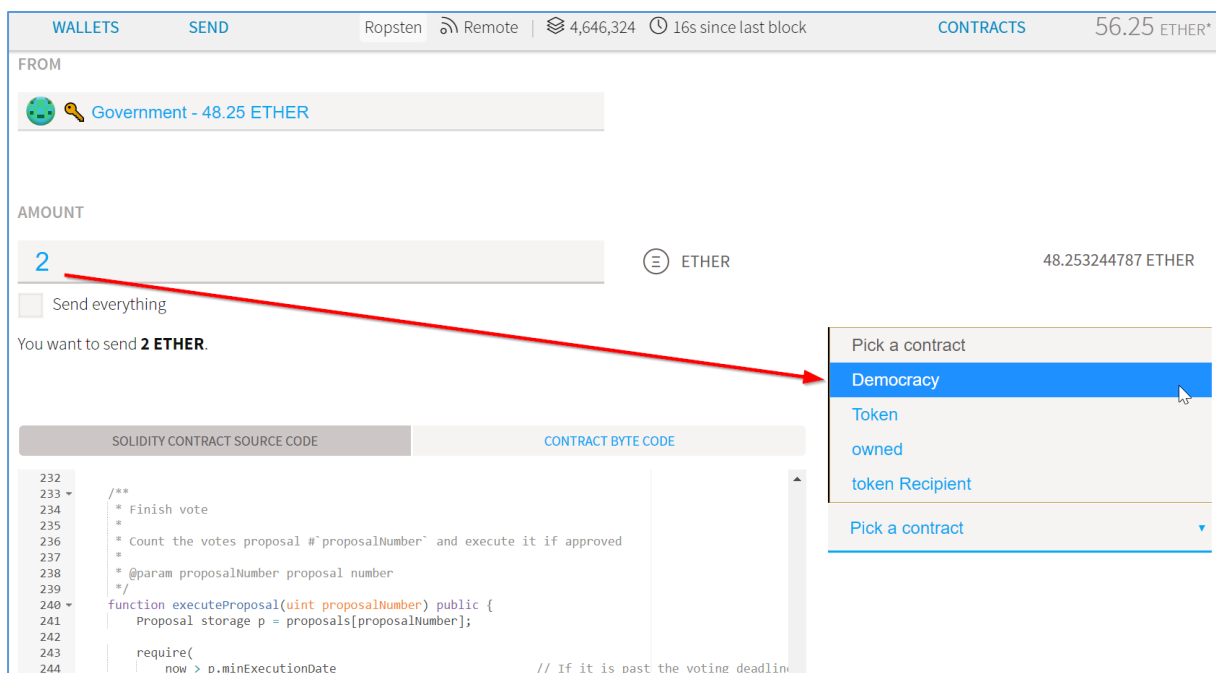 WALLETS SEND Ropsten Remote | 4,646,324 16s since last block CONTRACTS 56.25 ETHER*
FROM
Government - 48.25 ETHER
AMOUNT
2 ETHER 48.253244787 ETHER
Send everything
You want to send 2 ETHER.
Pick a contract
Democracy
Token
owned
token Recipient
Pick a contract
SOLIDITY CONTRACT SOURCE CODE CONTRACT BYTE CODE
232
233 /**
234 * Finish vote
235 *
236 * Count the votes proposal #`proposalNumber` and execute it if approved
237 *
238 * @param proposalNumber proposal number
239 */
240 function executeProposal(uint proposalNumber) public {
241 Proposal storage p = proposals[proposalNumber];
242
243 require(
244 now > p.minExecutionDate // If it is past the voting deadline